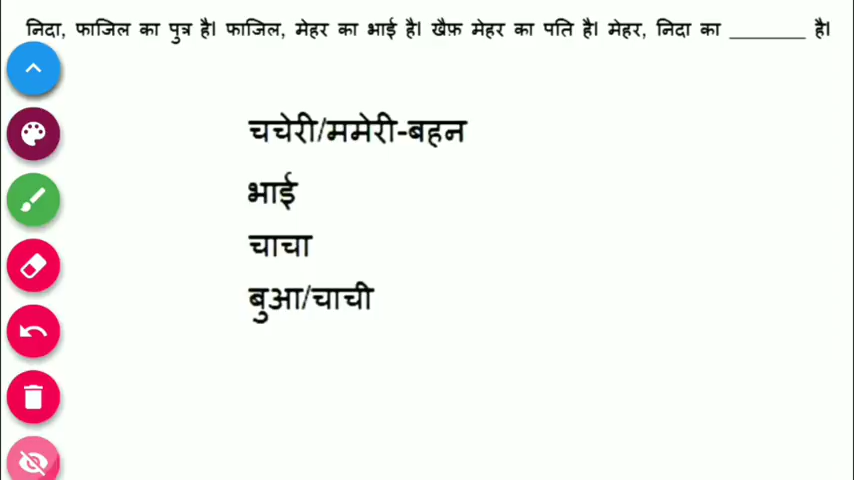 निदा, फाजिल का पुत्र है। फाजिल, मेहर का भाई है। खैफ़ मेहर का पति है। मेहर, निदा का ________ है।
चचेरी/ममेरी-बहन
भाई
चाचा
बुआ/चाची